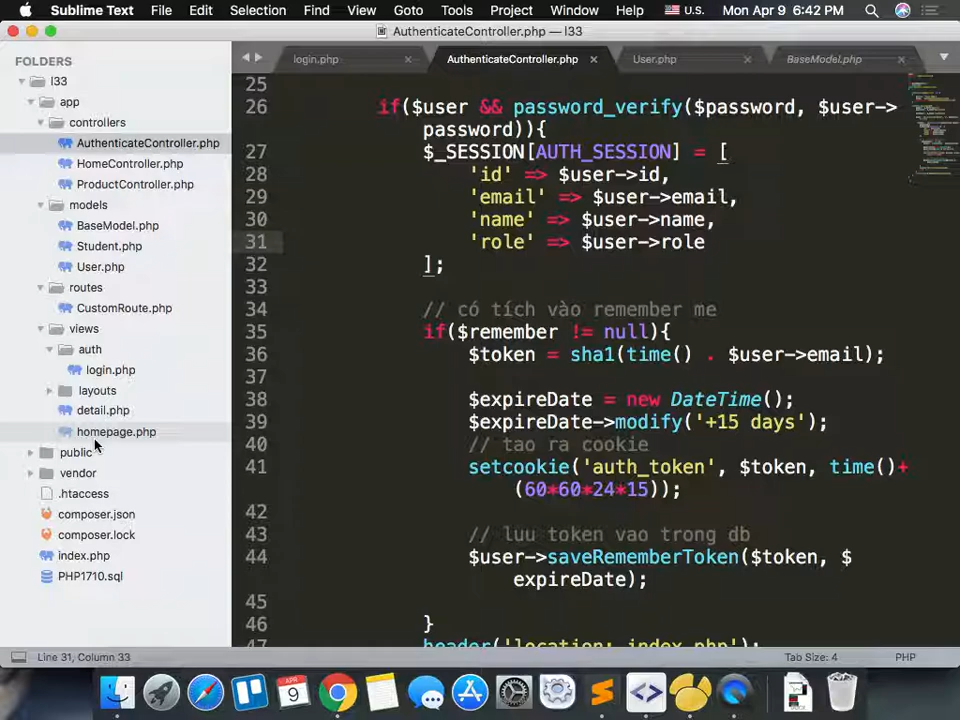 Sublime Text File Edit Selection Find View Goto Tools Project Window Help U.S. Mon Apr 9 6:42 PM
AuthenticateController.php — l33
FOLDERS
l33
app
controllers
AuthenticateController.php
HomeController.php
ProductController.php
models
BaseModel.php
Student.php
User.php
routes
CustomRoute.php
views
auth
login.php
layouts
detail.php
homepage.php
public
vendor
.htaccess
composer.json
composer.lock
index.php
PHP1710.sql
login.php × AuthenticateController.php × User.php × BaseModel.php ×
25
26 if($user && password_verify($password, $user->
password)){
27 $_SESSION[AUTH_SESSION] = [
28 'id' => $user->id,
29 'email' => $user->email,
30 'name' => $user->name,
31 'role' => $user->role
32 ];
33
34 // có tích vào remember me
35 if($remember != null){
36 $token = sha1(time() . $user->email);
37
38 $expireDate = new DateTime();
39 $expireDate->modify('+15 days');
40 // tao ra cookie
41 setcookie('auth_token', $token, time()+
(60*60*24*15));
42
43 // luu token vao trong db
44 $user->saveRememberToken($token, $
expireDate);
45
46 }
47 header('location: index.php');
Line 31, Column 33 Tab Size: 4 PHP
APR
9